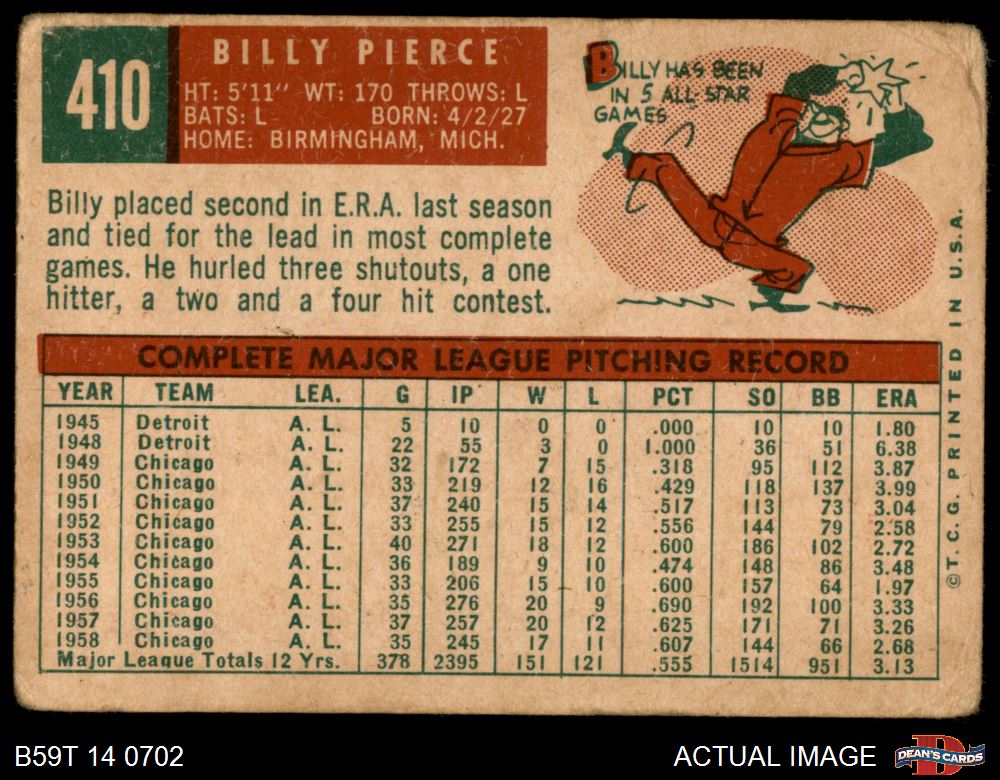 410
BILLY PIERCE
HT: 5'11" WT: 170 THROWS: L
BATS: L BORN: 4/2/27
HOME: BIRMINGHAM, MICH.
BILLY HAS BEEN
IN 5 ALL STAR
GAMES
Billy placed second in E.R.A. last season
and tied for the lead in most complete
games. He hurled three shutouts, a one
hitter, a two and a four hit contest.
COMPLETE MAJOR LEAGUE PITCHING RECORD
YEAR TEAM LEA. G IP W L PCT SO BB ERA
1945 Detroit A. L. 5 10 0 0 .000 10 10 1.80
1948 Detroit A. L. 22 55 3 0 1.000 36 51 6.38
1949 Chicago A. L. 32 172 7 15 .318 95 112 3.87
1950 Chicago A. L. 33 219 12 16 .429 118 137 3.99
1951 Chicago A. L. 37 240 15 14 .517 113 73 3.04
1952 Chicago A. L. 33 255 15 12 .556 144 79 2.58
1953 Chicago A. L. 40 271 18 12 .600 186 102 2.72
1954 Chicago A. L. 36 189 9 10 .474 148 86 3.48
1955 Chicago A. L. 33 206 15 10 .600 157 64 1.97
1956 Chicago A. L. 35 276 20 9 .690 192 100 3.33
1957 Chicago A. L. 37 257 20 12 .625 171 71 3.26
1958 Chicago A. L. 35 245 17 11 .607 144 66 2.68
Major League Totals 12 Yrs. 378 2395 151 121 .555 1514 951 3.13
©T. C. G. PRINTED IN U.S.A.
B59T 14 0702
ACTUAL IMAGE
D
DEAN'S CARDS